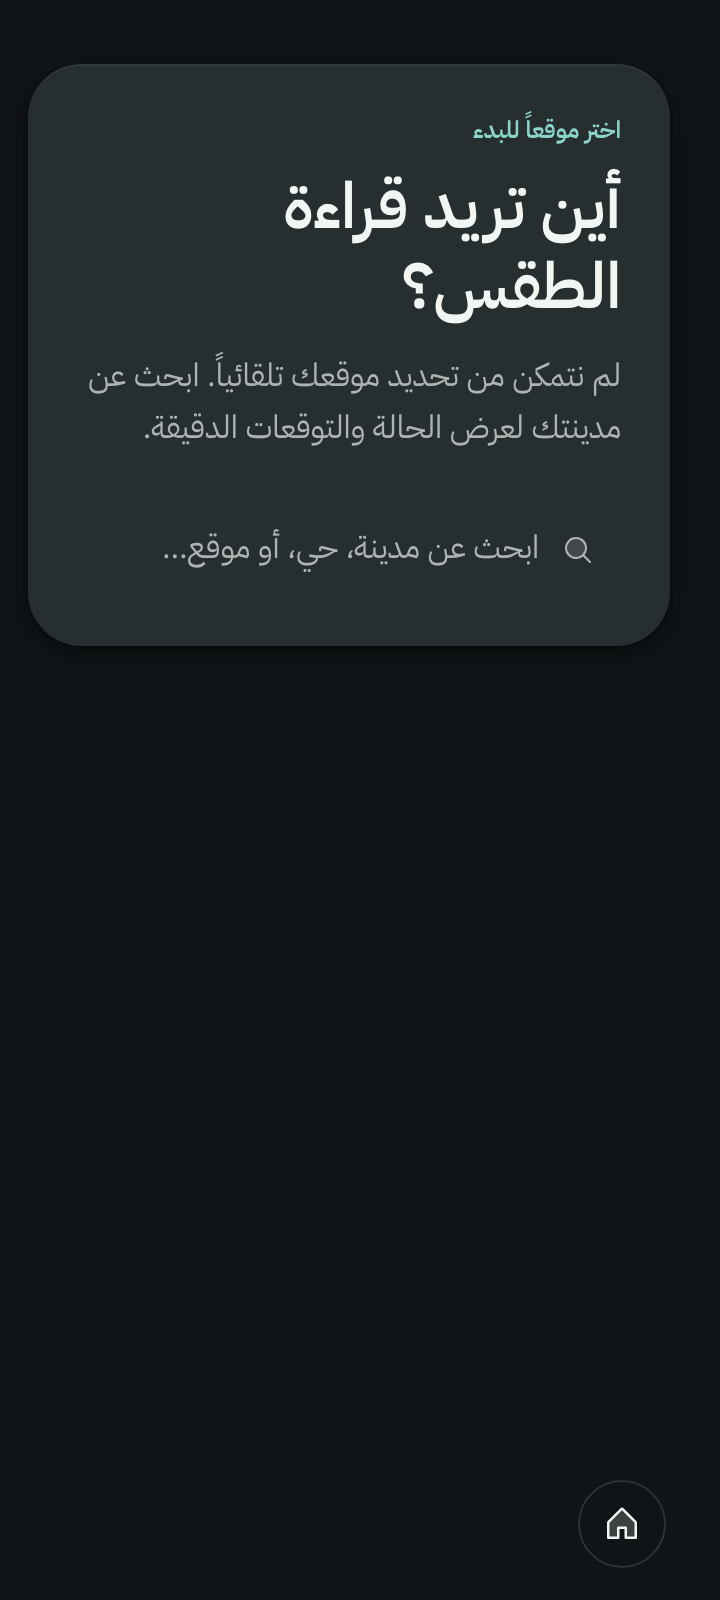 اختر موقعاً للبدء
أين تريد قراءة
الطقس؟
لم نتمكن من تحديد موقعك تلقائياً. ابحث عن
مدينتك لعرض الحالة والتوقعات الدقيقة.
ابحث عن مدينة، حي، أو موقع...